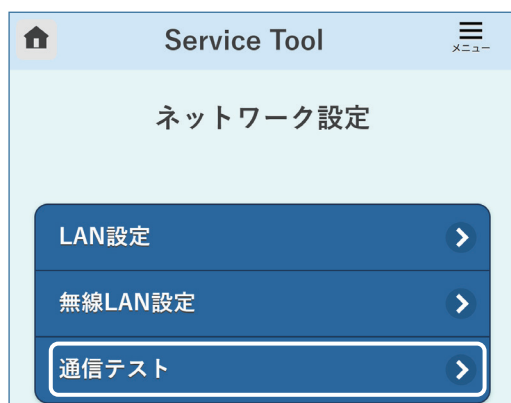 Service Tool
メニュー
ネットワーク設定
LAN設定
無線LAN設定
通信テスト